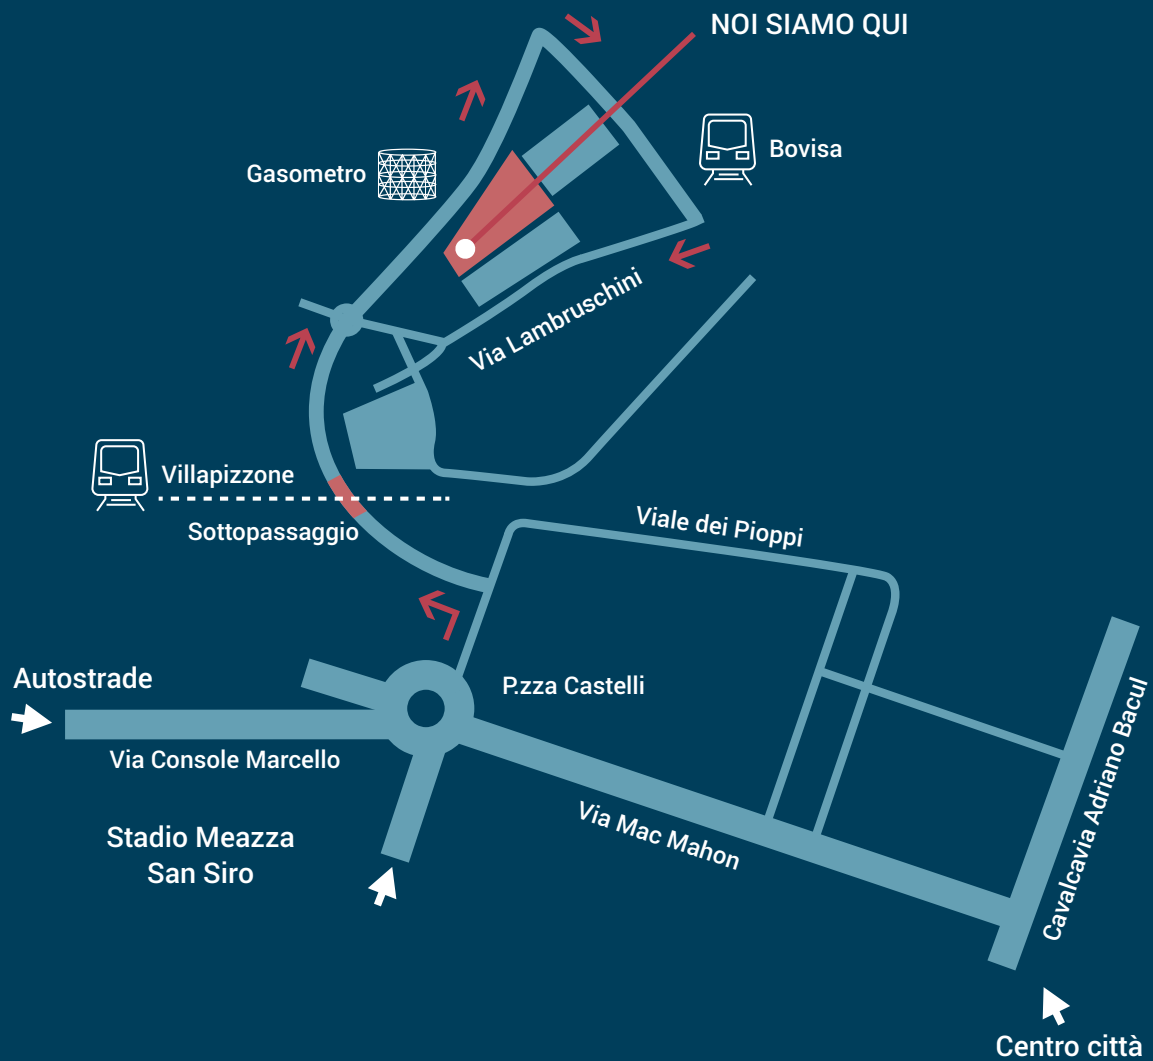 NOI SIAMO QUI
Bovisa
Gasometro
Via Lambruschini
Villapizzone
Sottopassaggio
Viale dei Pioppi
Autostrade
P.zza Castelli
Via Console Marcello
Via Mac Mahon
Cavalcavia Adriano Bacul
Stadio Meazza
San Siro
Centro città